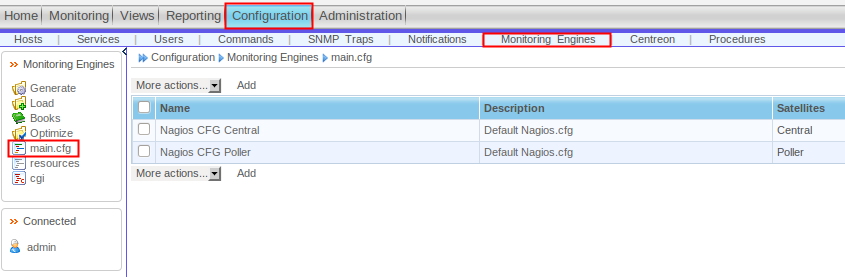 Home Monitoring Views Reporting Configuration Administration
Hosts | Services | Users | Commands | SNMP Traps | Notifications | Monitoring Engines | Centreon | Procedures
Monitoring Engines
Generate
Load
Books
Optimize
main.cfg
resources
cgi
Connected
admin
Configuration Monitoring Engines main.cfg
More actions... Add
Name Description Satellites
Nagios CFG Central Default Nagios.cfg Central
Nagios CFG Poller Default Nagios.cfg Poller
More actions... Add